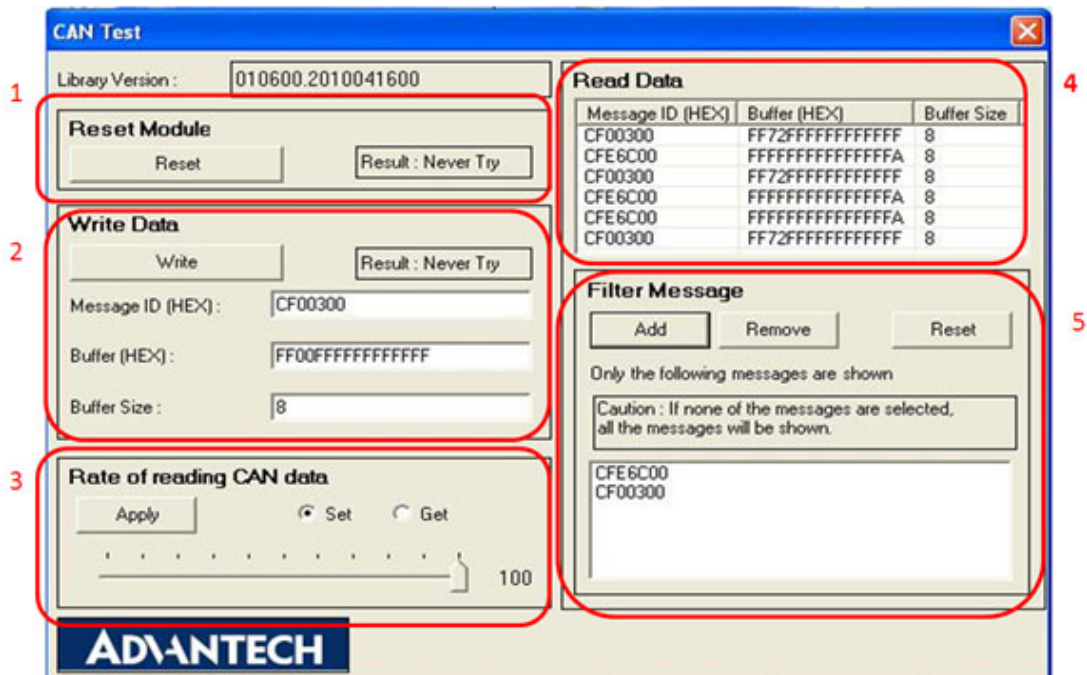 CAN Test
Library Version :
010600.2010041600
1
Reset Module
Reset
Result : Never Try
2
Write Data
Write
Result : Never Try
Message ID (HEX) :
CF00300
Buffer (HEX) :
FF00FFFFFFFFFFFF
Buffer Size :
8
3
Rate of reading CAN data
Apply
Set
Get
100
ADVANTECH
4
Read Data
Message ID (HEX) Buffer (HEX) Buffer Size
CF00300 FF72FFFFFFFFFFFF 8
CFE6C00 FFFFFFFFFFFFFFFA 8
CF00300 FF72FFFFFFFFFFFF 8
CFE6C00 FFFFFFFFFFFFFFFA 8
CFE6C00 FFFFFFFFFFFFFFFA 8
CF00300 FF72FFFFFFFFFFFF 8
5
Filter Message
Add
Remove
Reset
Only the following messages are shown
Caution : If none of the messages are selected,
all the messages will be shown.
CFE6C00
CF00300